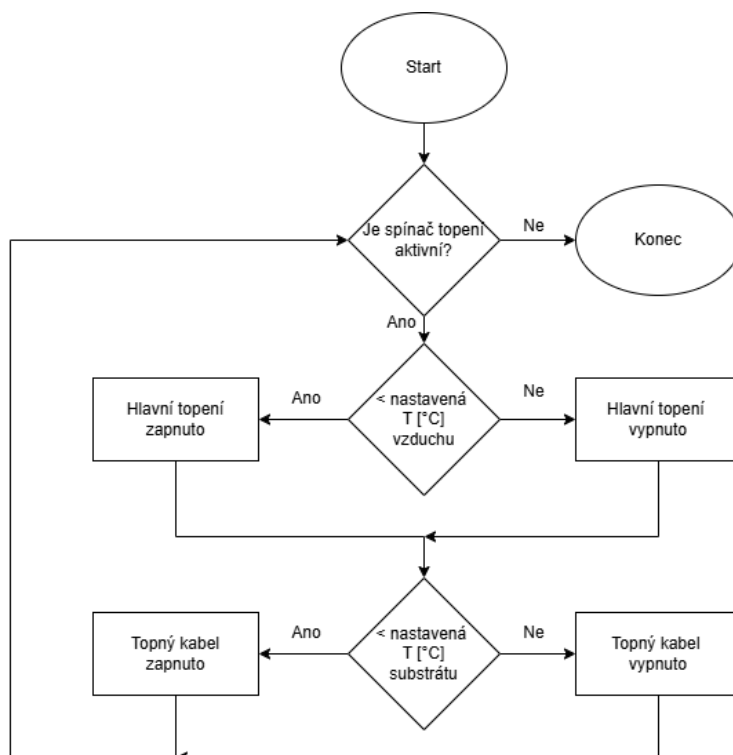 Start
Je spínač topení
aktivní?
Ne
Konec
Ano
Hlavní topení
zapnuto
Ano
< nastavená
T [°C]
vzduchu
Ne
Hlavní topení
vypnuto
Topný kabel
zapnuto
Ano
< nastavená
T [°C]
substrátu
Ne
Topný kabel
vypnuto